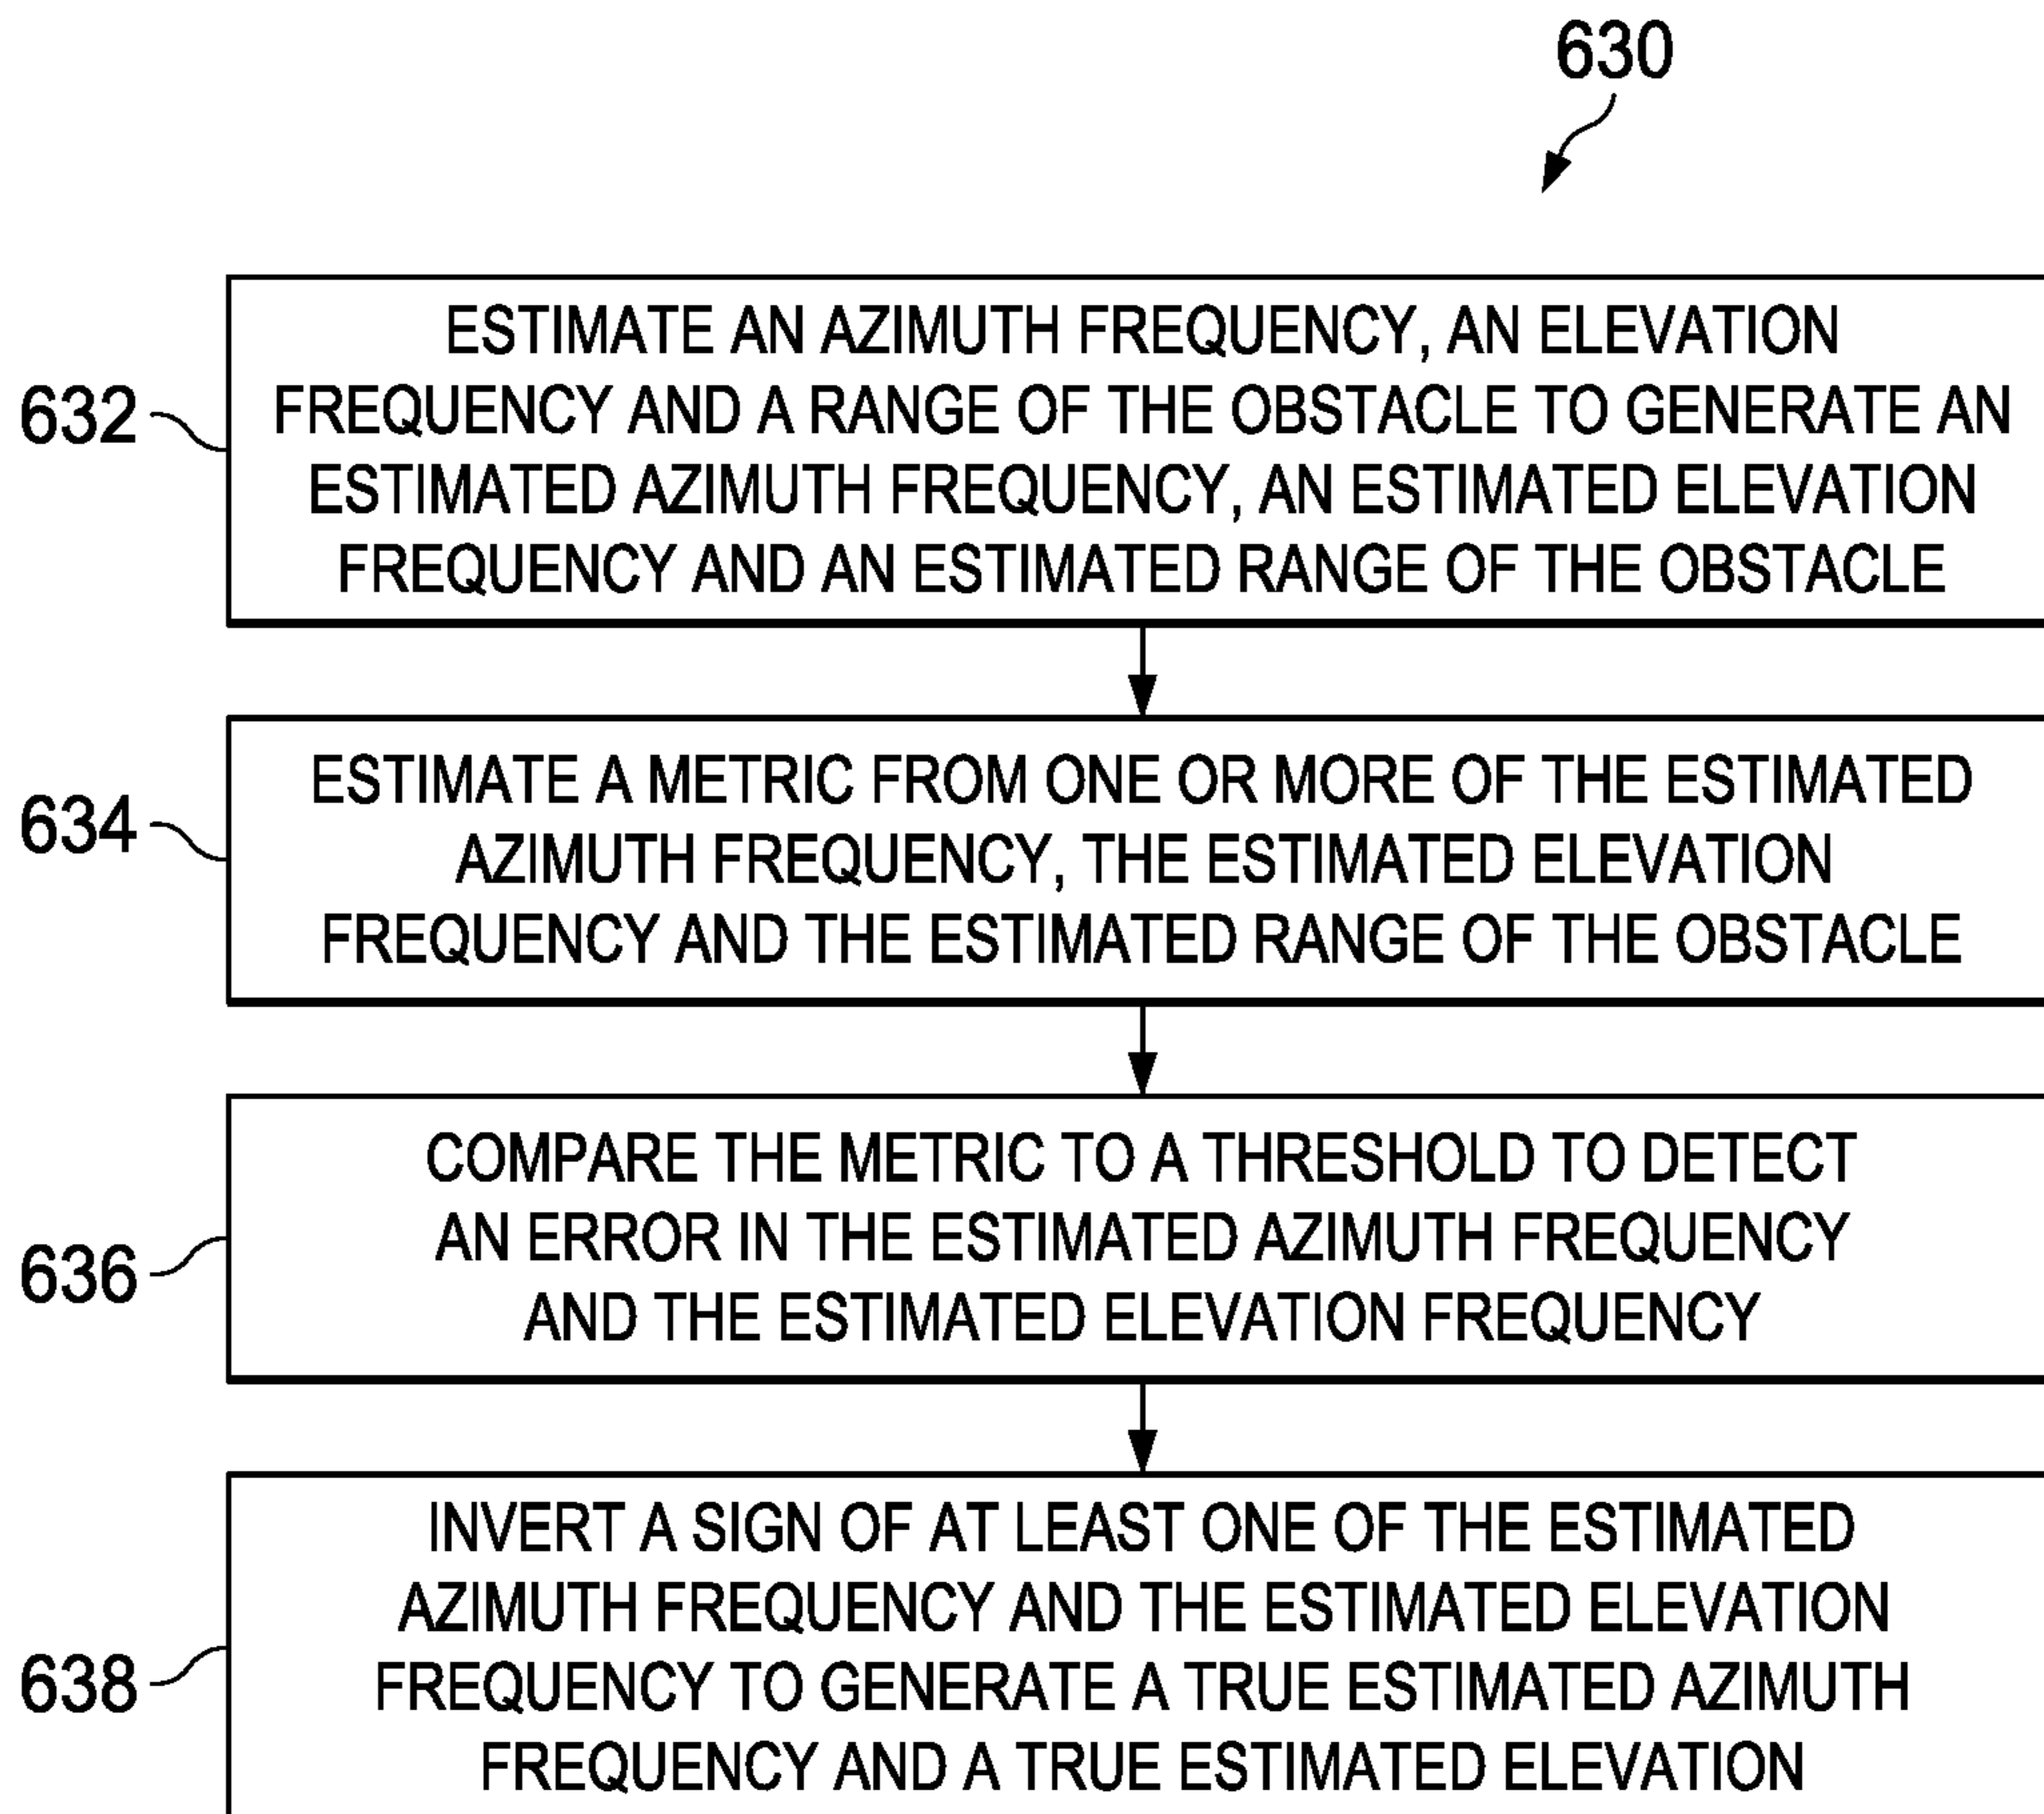 630
632
ESTIMATE AN AZIMUTH FREQUENCY, AN ELEVATION
FREQUENCY AND A RANGE OF THE OBSTACLE TO GENERATE AN
ESTIMATED AZIMUTH FREQUENCY, AN ESTIMATED ELEVATION
FREQUENCY AND AN ESTIMATED RANGE OF THE OBSTACLE
634
ESTIMATE A METRIC FROM ONE OR MORE OF THE ESTIMATED
AZIMUTH FREQUENCY, THE ESTIMATED ELEVATION
FREQUENCY AND THE ESTIMATED RANGE OF THE OBSTACLE
636
COMPARE THE METRIC TO A THRESHOLD TO DETECT
AN ERROR IN THE ESTIMATED AZIMUTH FREQUENCY
AND THE ESTIMATED ELEVATION FREQUENCY
638
INVERT A SIGN OF AT LEAST ONE OF THE ESTIMATED
AZIMUTH FREQUENCY AND THE ESTIMATED ELEVATION
FREQUENCY TO GENERATE A TRUE ESTIMATED AZIMUTH
FREQUENCY AND A TRUE ESTIMATED ELEVATION